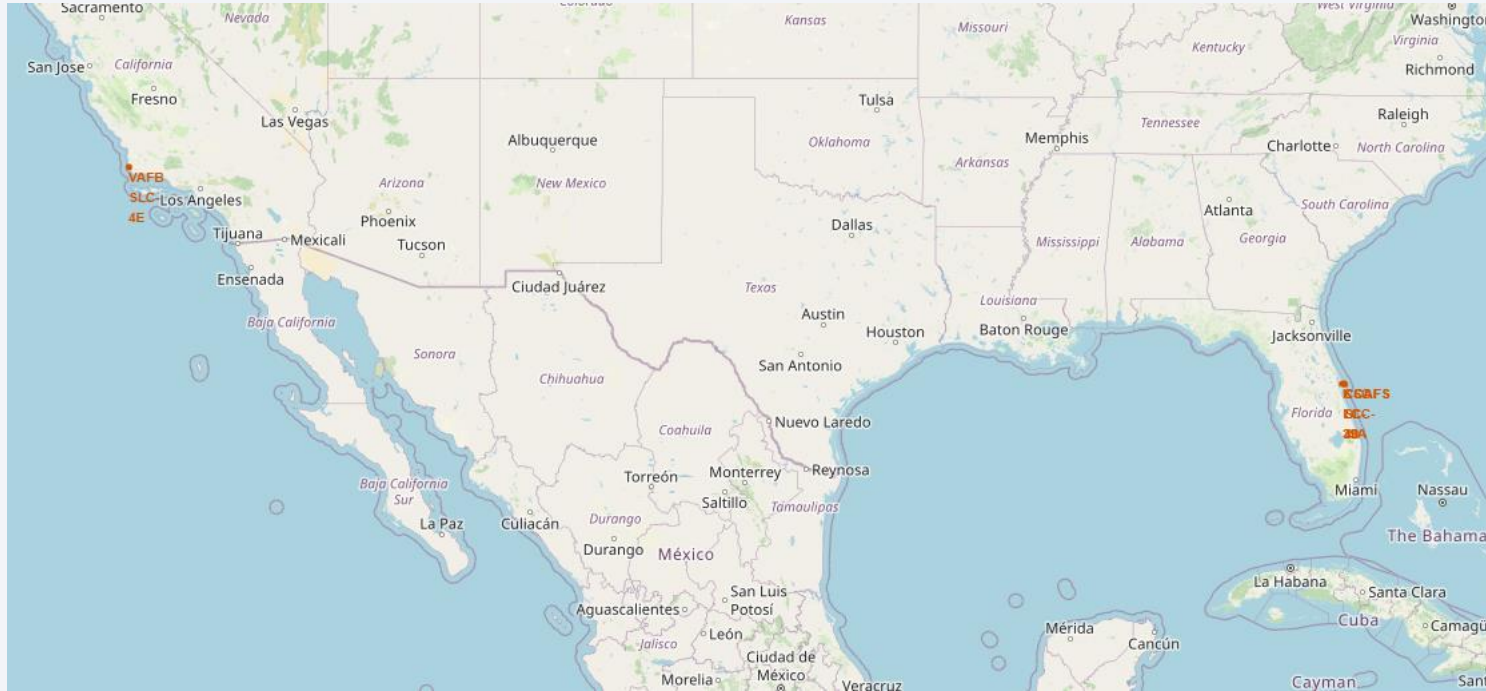 Sacramento
Nevada
Colorado
Kansas
Missouri
West Virginia
Washington
San Jose
California
Kentucky
Virginia
Richmond
Fresno
Las Vegas
Tulsa
Raleigh
Albuquerque
Oklahoma
Memphis
Tennessee
Charlotte
North Carolina
VAFB
SLC-
4E
Los Angeles
Arizona
New Mexico
Arkansas
Phoenix
Tucson
Dallas
Atlanta
South Carolina
Tijuana
Mexicali
Mississippi
Alabama
Georgia
Ensenada
Ciudad Juárez
Texas
Louisiana
Baja California
Austin
Houston
Baton Rouge
Jacksonville
Sonora
Chihuahua
San Antonio
Florida
Coahuila
Nuevo Laredo
Torreón
Monterrey
Reynosa
Baja California
Sur
Saltillo
Tamaulipas
Miami
Nassau
La Paz
Culiacán
Durango
Durango
México
The Bahamas
La Habana
Santa Clara
Aguascalientes
San Luis
Potosí
Cuba
Camagü
León
Mérida
Cancún
Jalisco
Ciudad de
México
Morelia
Veracruz
Cayman
Sant